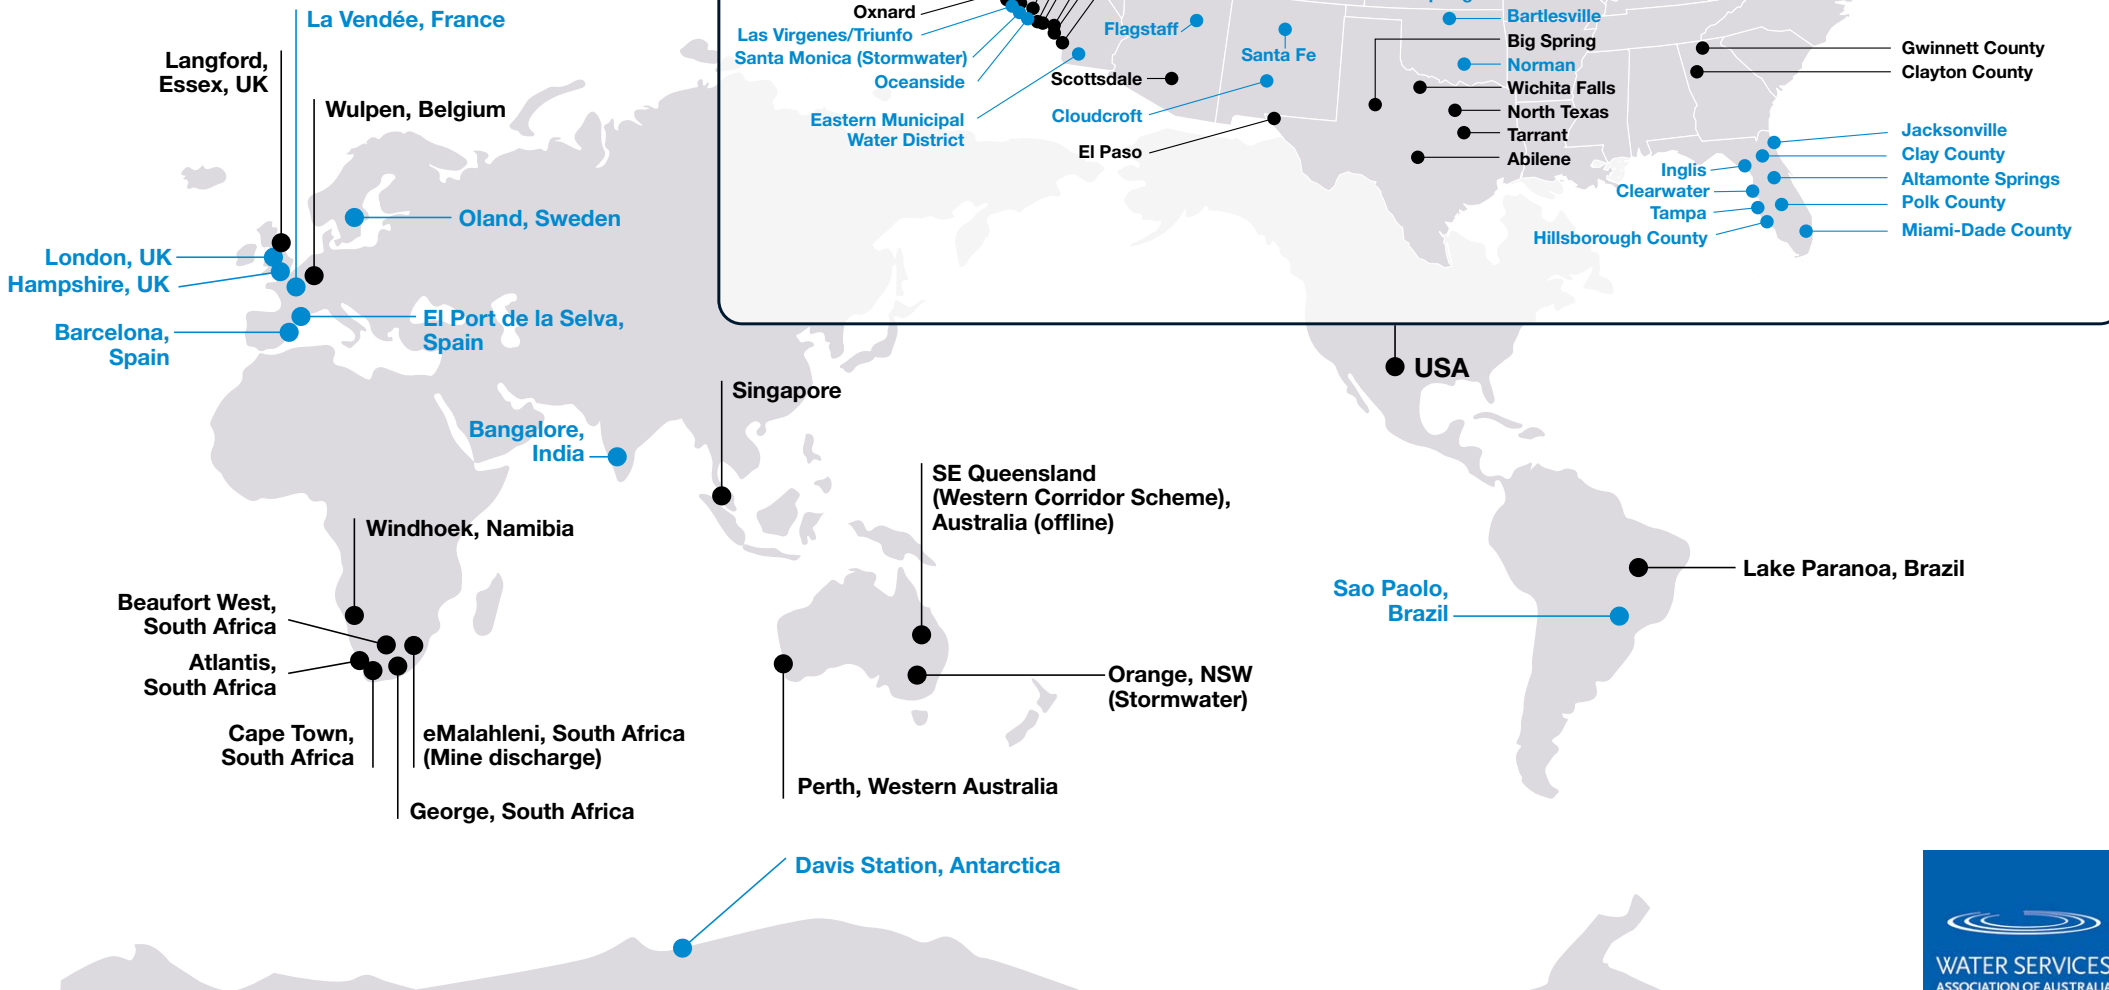 La Vendée, France
Langford,
Essex, UK
Wulpen, Belgium
Oland, Sweden
London, UK
Hampshire, UK
Barcelona,
Spain
El Port de la Selva,
Spain
Bangalore,
India
Singapore
Windhoek, Namibia
Beaufort West,
South Africa
Atlantis,
South Africa
Cape Town,
South Africa
eMalahleni, South Africa
(Mine discharge)
George, South Africa
SE Queensland
(Western Corridor Scheme),
Australia (offline)
Orange, NSW
(Stormwater)
Perth, Western Australia
Davis Station, Antarctica
Oxnard
Las Virgenes/Triunfo
Santa Monica (Stormwater)
Oceanside
Eastern Municipal
Water District
Flagstaff
Scottsdale
Santa Fe
Cloudcroft
El Paso
Bartlesville
Big Spring
Norman
Wichita Falls
North Texas
Tarrant
Abilene
Gwinnett County
Clayton County
Jacksonville
Clay County
Altamonte Springs
Polk County
Miami-Dade County
Inglis
Clearwater
Tampa
Hillsborough County
USA
Lake Paranoa, Brazil
Sao Paolo,
Brazil
WATER SERVICES
ASSOCIATION OF AUSTRALIA